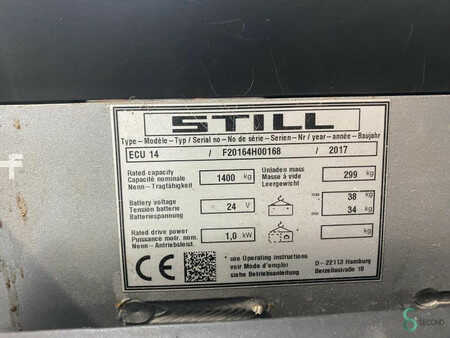 STILL
Type - Modèle - Typ / Serial no - No de série - Serien - Nr / year - année - Baujahr
ECU 14 / F20164H00168 / 2017
Rated capacity
Capacité nominale
Nenn - Tragfähigkeit
1400 kg
Unladen mass
Masse à vide
Leergewicht
299 kg
Battery voltage
Tension batterie
Batteriespannung
24 V
max 38 kg
min 34 kg
Rated drive power
Puissance motr. nom.
Nenn - Antriebsleist.
1,0 kW
kg
CE
* see Operating instructions
voir Mode d'emploi
siehe Betriebsanleitung
D - 22113 Hamburg
Berzeliusstraße 10
SECOND